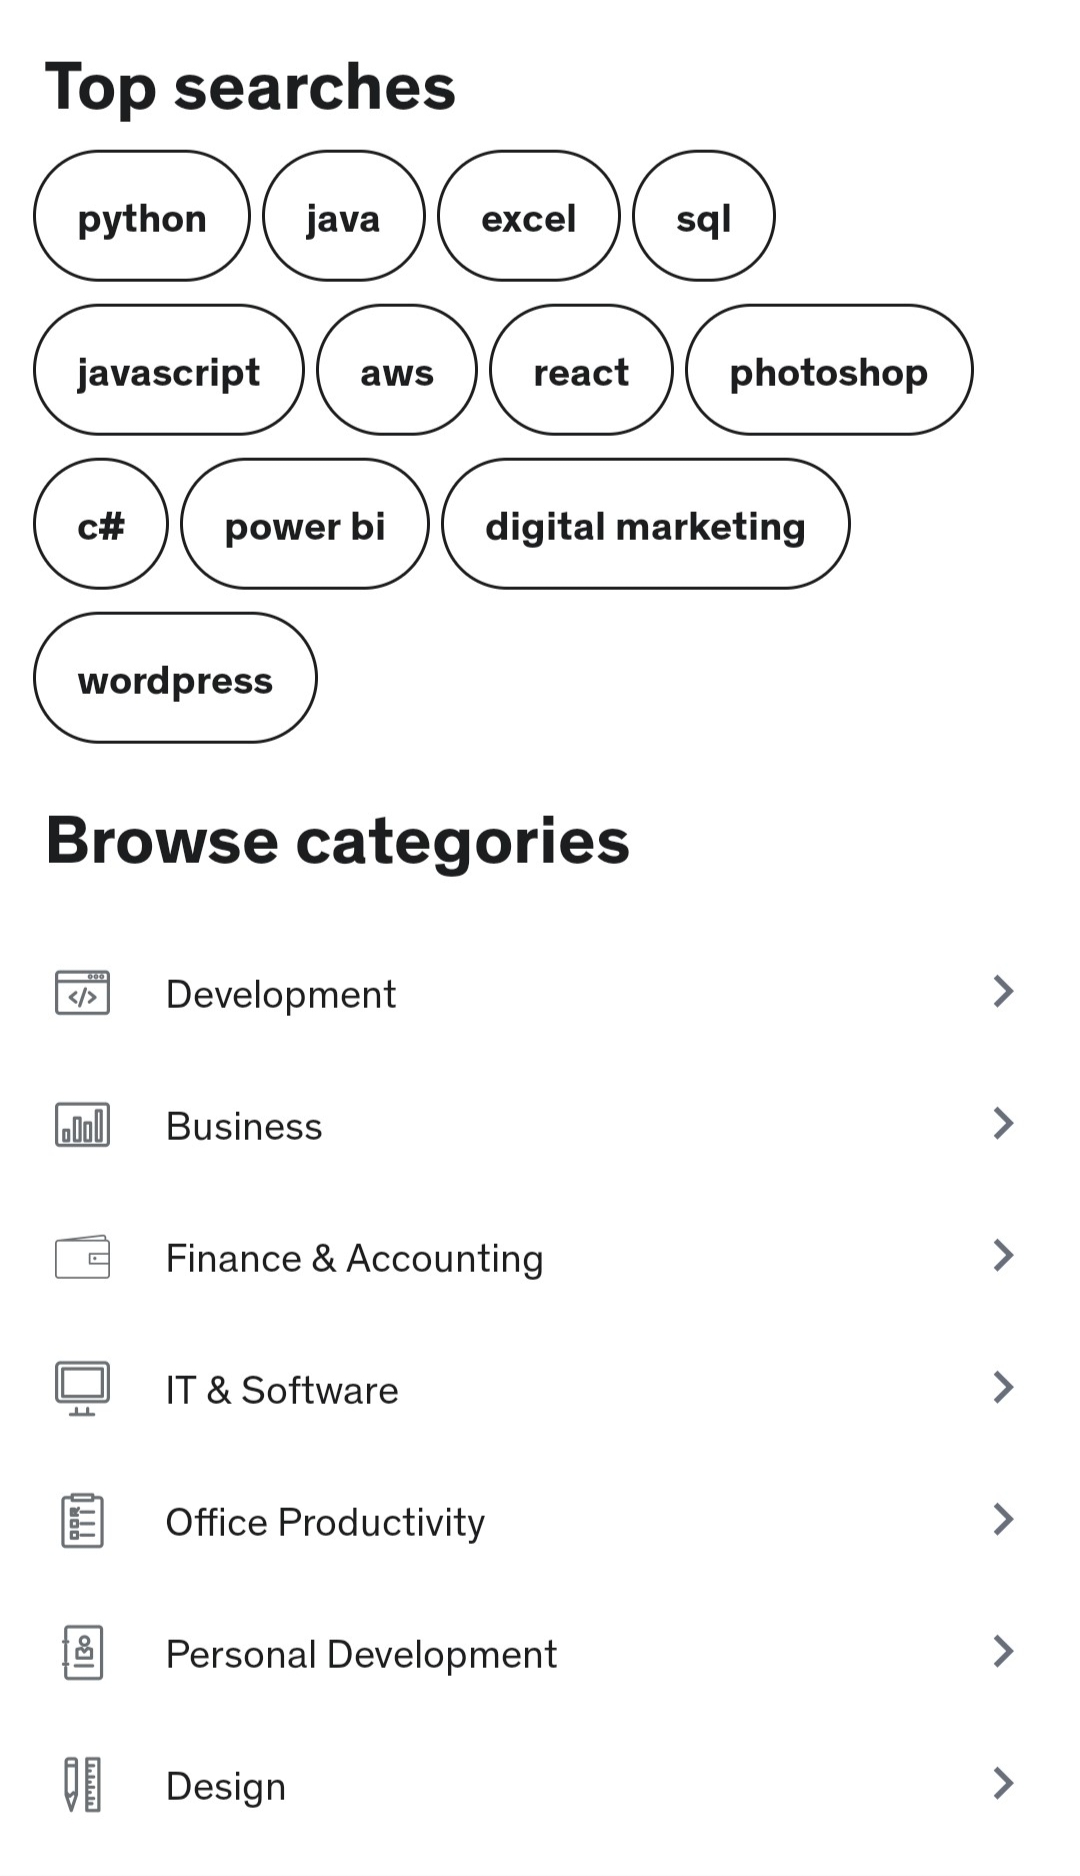 Top searches
python java excel sql
javascript aws react photoshop
c# power bi digital marketing
wordpress
Browse categories
Development
Business
Finance & Accounting
IT & Software
Office Productivity
Personal Development
Design